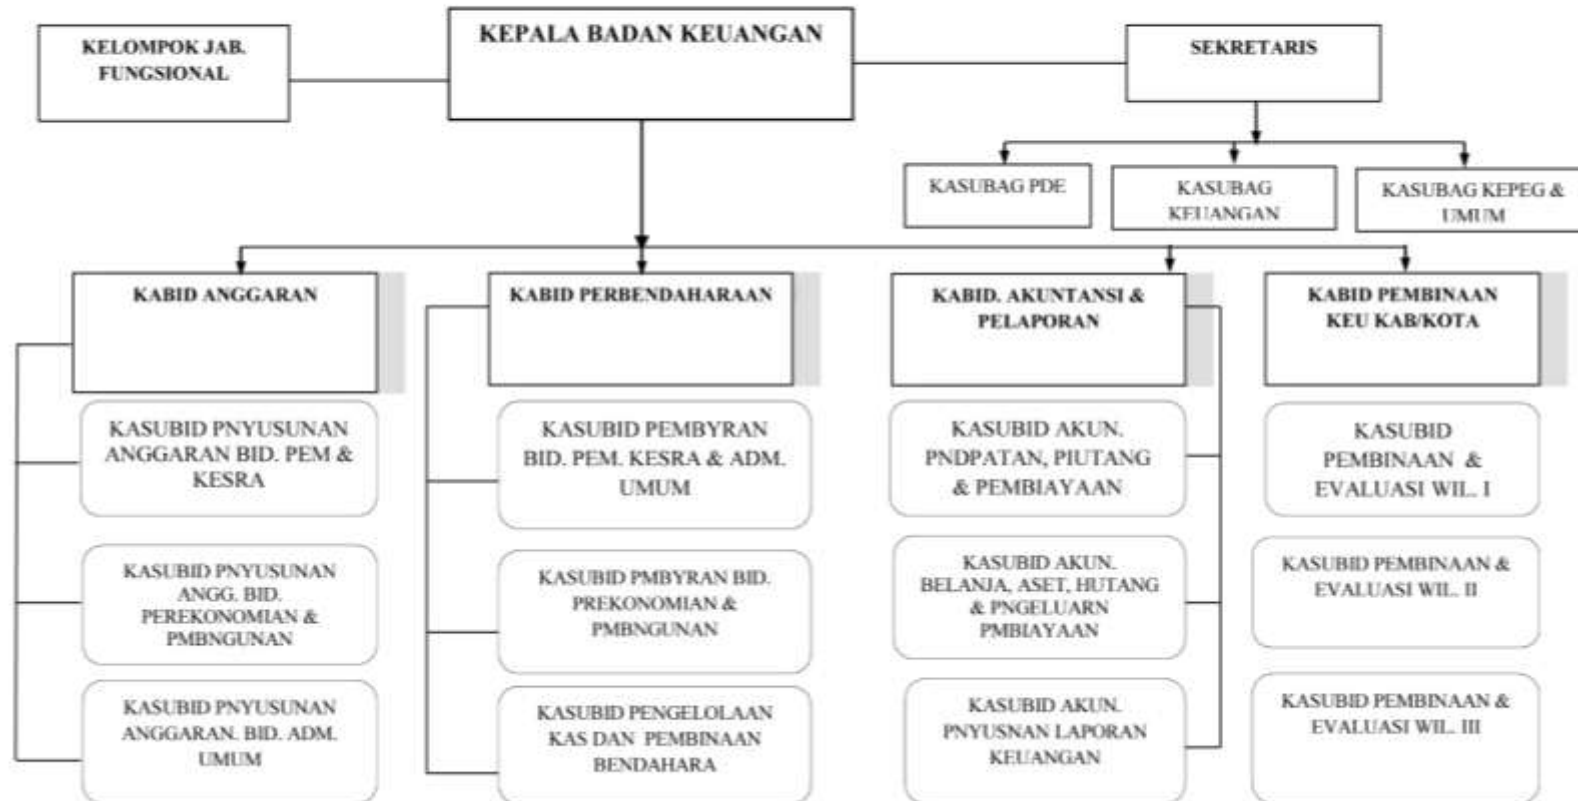 KELOMPOK JAB.
FUNGSIONAL
KEPALA BADAN KEUANGAN
SEKRETARIS
KASUBAG PDE
KASUBAG
KEUANGAN
KASUBAG KEPEG &
UMUM
KABID ANGGARAN
KABID PERBENDAHARAAN
KABID. AKUNTANSI &
PELAPORAN
KABID PEMBINAAN
KEU KAB/KOTA
KASUBID PNYUSUNAN
ANGGARAN BID. PEM &
KESRA
KASUBID PEMBYRAN
BID. PEM. KESRA & ADM.
UMUM
KASUBID AKUN.
PNDPATAN, PIUTANG
& PEMBIAYAAN
KASUBID
PEMBINAAN &
EVALUASI WIL. I
KASUBID PNYUSUNAN
ANGG. BID.
PEREKONOMIAN &
PMBNGUNAN
KASUBID PMBYRAN BID.
PREKONOMIAN &
PMBNGUNAN
KASUBID AKUN.
BELANJA, ASET, HUTANG
& PNGELUARN
PMBIAYAAN
KASUBID PEMBINAAN &
EVALUASI WIL. II
KASUBID PNYUSUNAN
ANGGARAN. BID. ADM.
UMUM
KASUBID PENGELOLAAN
KAS DAN PEMBINAAN
BENDAHARA
KASUBID AKUN.
PNYUSNAN LAPORAN
KEUANGAN
KASUBID PEMBINAAN &
EVALUASI WIL. III